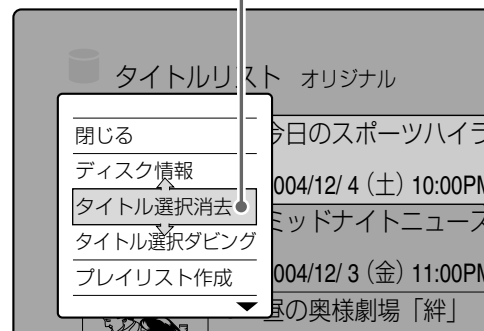 タイトルリスト オリジナル
閉じる
ディスク情報
タイトル選択消去
タイトル選択ダビング
プレイリスト作成
今日のスポーツハイラ
004/12/ 4（土）10:00PM
ミッドナイトニュース
004/12/ 3（金）11:00PM
昼の奥様劇場「絆」